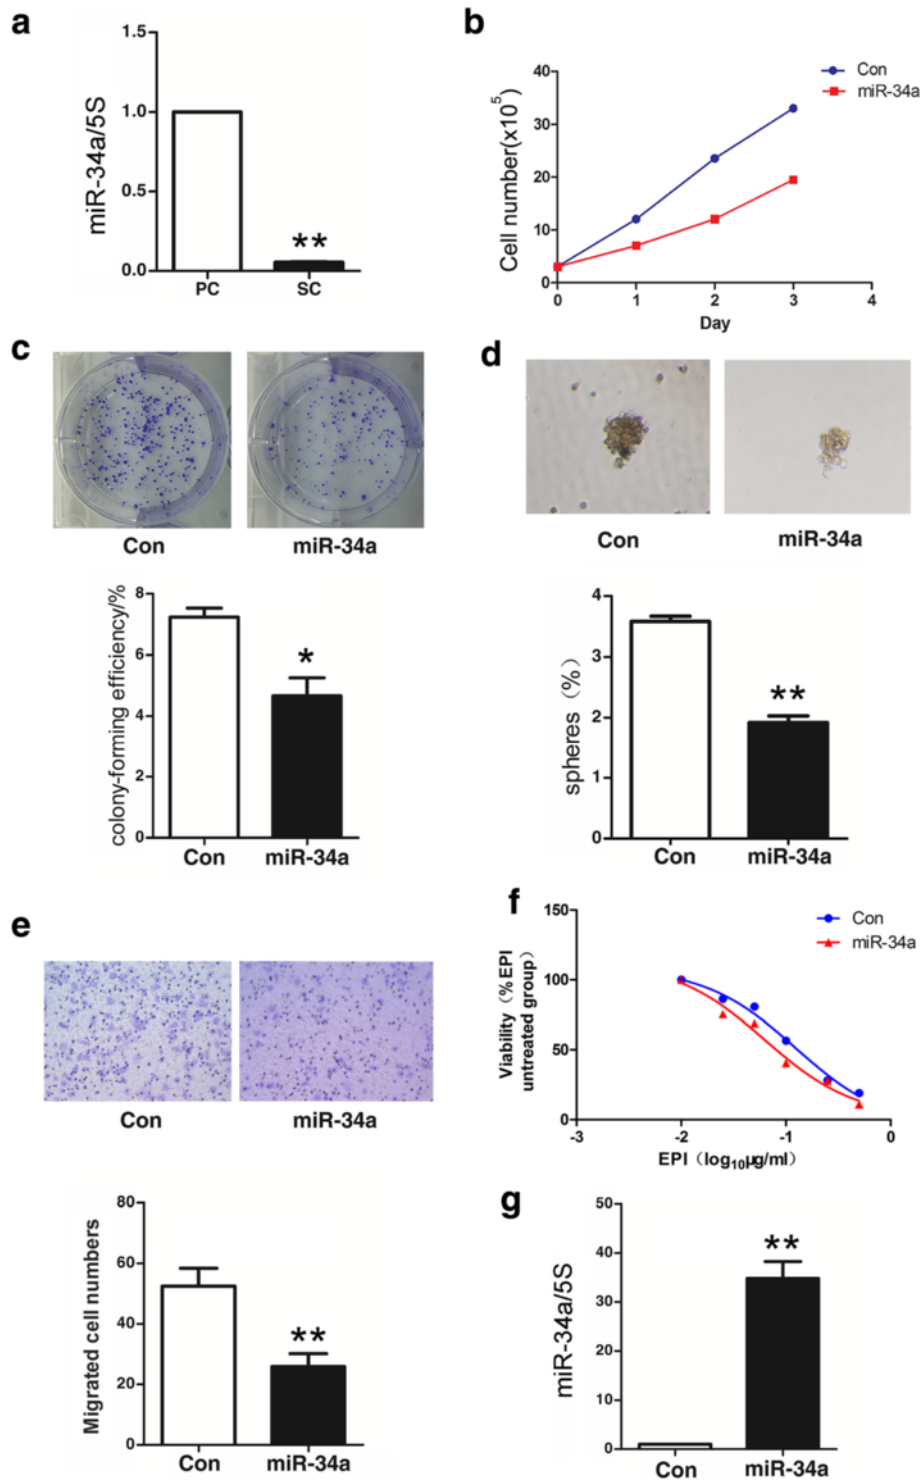 a
miR-34a/5S
1.5
1.0
0.5
0.0
**
PC
SC
b
Cell number(x10⁵)
40
30
20
10
0
0
1
2
3
4
Day
Con
miR-34a
c
Con
miR-34a
colony-forming efficiency/%
8
6
4
2
0
*
Con
miR-34a
d
Con
miR-34a
spheres（%）
4
3
2
1
0
**
Con
miR-34a
e
Con
miR-34a
Migrated cell numbers
80
60
40
20
0
**
Con
miR-34a
f
Viability（%EPI
untreated group）
150
100
50
0
-3
-2
-1
0
EPI（log₁₀µg/ml）
Con
miR-34a
g
miR-34a/5S
50
40
30
20
10
0
**
Con
miR-34a